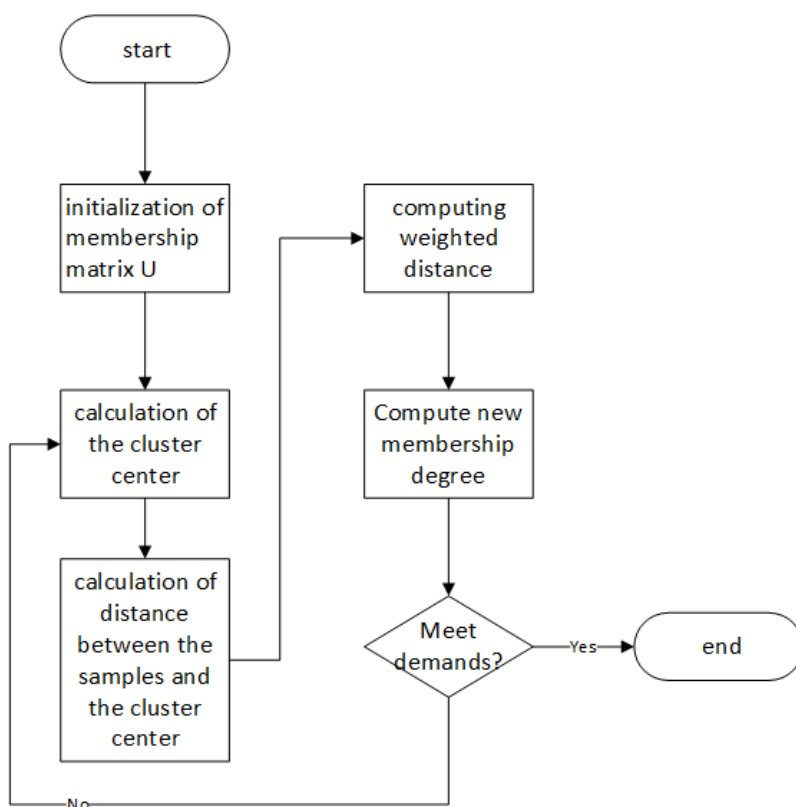 start
initialization of
membership
matrix U
calculation of
the cluster
center
calculation of
distance
between the
samples and
the cluster
center
computing
weighted
distance
Compute new
membership
degree
Meet
demands?
Yes
end
No